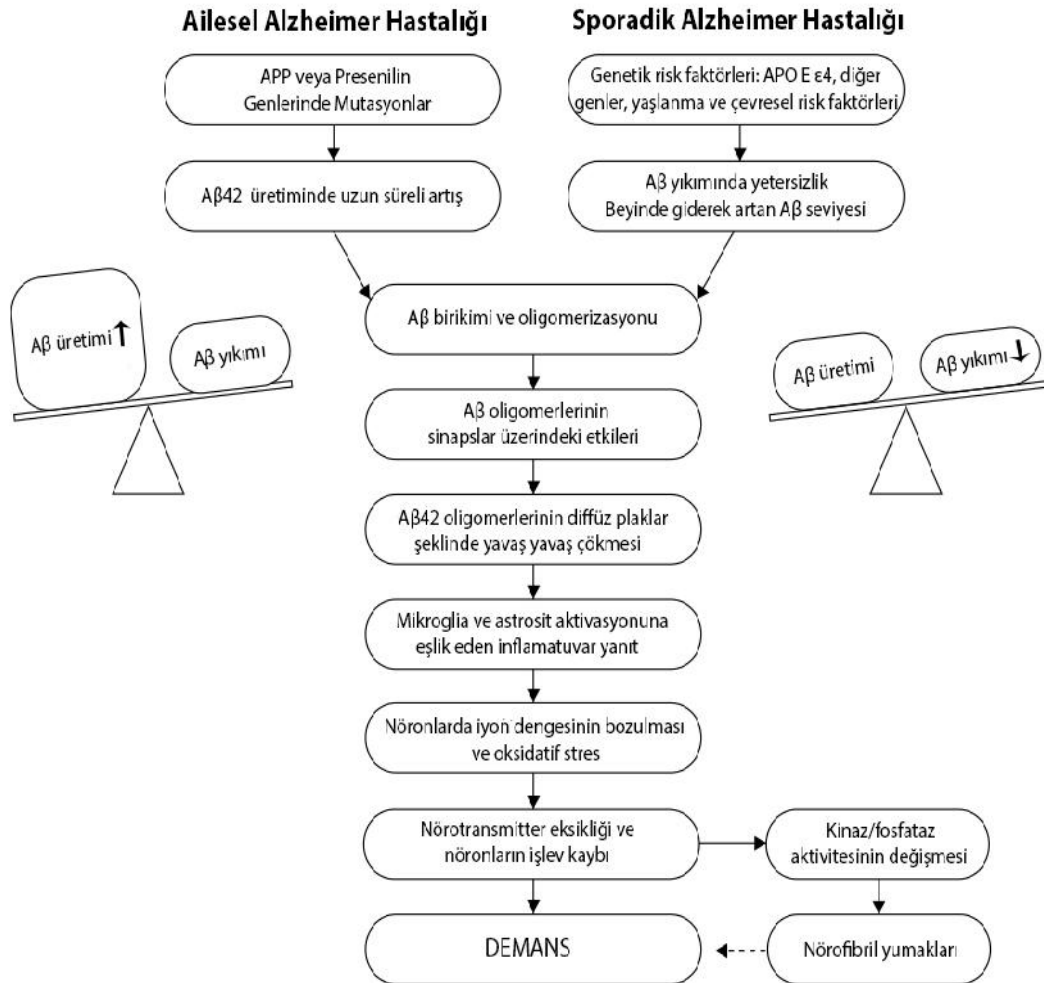 Ailesel Alzheimer Hastalığı
Sporadik Alzheimer Hastalığı
APP veya Presenilin
Genlerinde Mutasyonlar
Genetik risk faktörleri: APO E ε4, diğer
genler, yaşlanma ve çevresel risk faktörleri
Aβ42 üretiminde uzun süreli artış
Aβ yıkımında yetersizlik
Beyinde giderek artan Aβ seviyesi
Aβ üretimi
Aβ yıkımı
Aβ birikimi ve oligomerizasyonu
Aβ üretimi
Aβ yıkımı
Aβ oligomerlerinin
sinapslar üzerindeki etkileri
Aβ42 oligomerlerinin diffüz plaklar
şeklinde yavaş yavaş çökmesi
Mikroglia ve astrosit aktivasyonuna
eşlik eden inflamatuvar yanıt
Nöronlarda iyon dengesinin bozulması
ve oksidatif stres
Nörotransmitter eksikliği ve
nöronların işlev kaybı
Kinaz/fosfataz
aktivitesinin değişmesi
DEMANS
Nörofibril yumakları